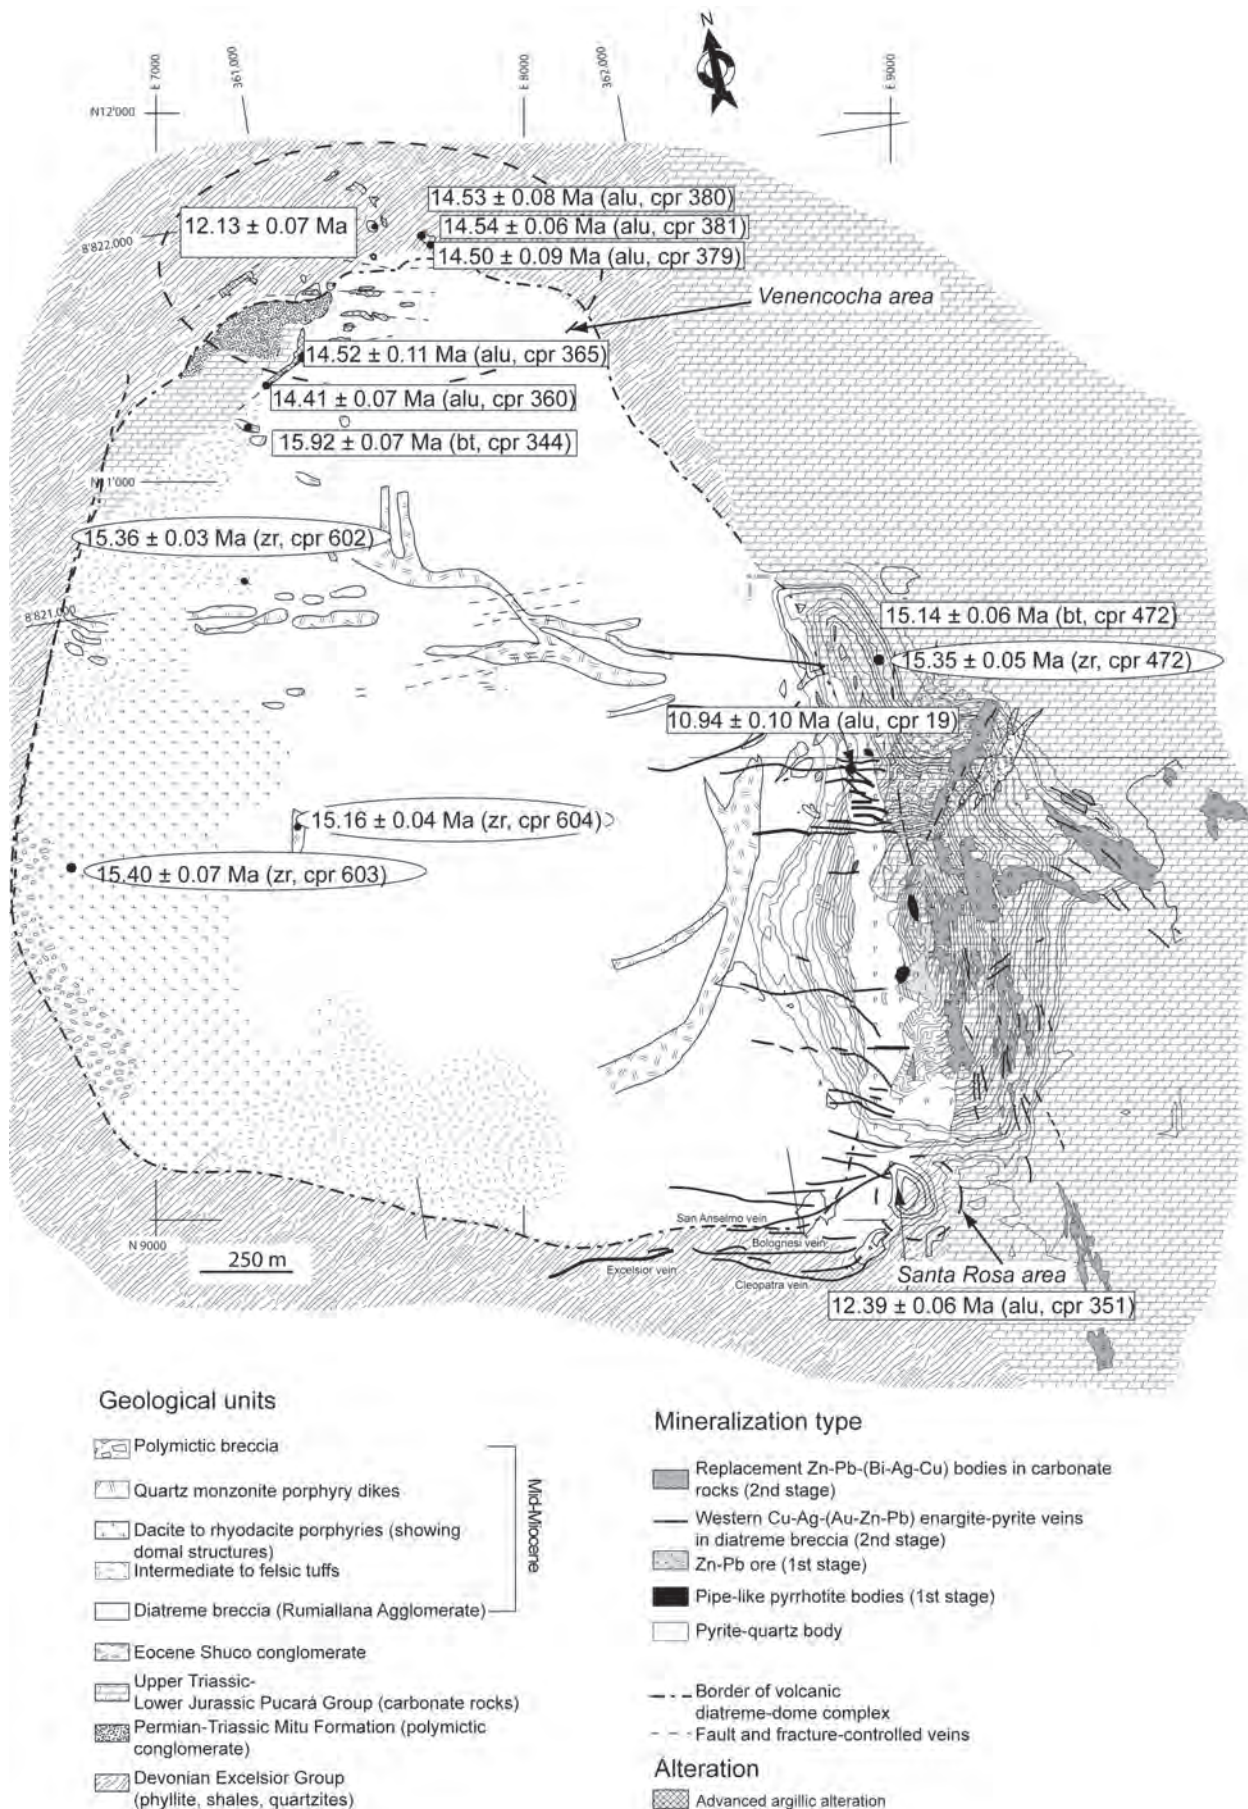 N
E 7000
361,000
E 8000
362,000
E 9000
N12'000
14.53 ± 0.08 Ma (alu, cpr 380)
12.13 ± 0.07 Ma
14.54 ± 0.06 Ma (alu, cpr 381)
8'822,000
14.50 ± 0.09 Ma (alu, cpr 379)
Venencocha area
14.52 ± 0.11 Ma (alu, cpr 365)
14.41 ± 0.07 Ma (alu, cpr 360)
15.92 ± 0.07 Ma (bt, cpr 344)
N11'000
15.36 ± 0.03 Ma (zr, cpr 602)
8'821,000
15.14 ± 0.06 Ma (bt, cpr 472)
15.35 ± 0.05 Ma (zr, cpr 472)
10.94 ± 0.10 Ma (alu, cpr 19)
15.16 ± 0.04 Ma (zr, cpr 604)
15.40 ± 0.07 Ma (zr, cpr 603)
N 9000
250 m
San Anselmo vein
Bolognesi vein
Excelsior vein
Cleopatra vein
Santa Rosa area
12.39 ± 0.06 Ma (alu, cpr 351)
Geological units
Polymictic breccia
Quartz monzonite porphyry dikes
Dacite to rhyodacite porphyries (showing
domal structures)
Intermediate to felsic tuffs
Diatreme breccia (Rumiallana Agglomerate)
Mid-Miocene
Eocene Shuco conglomerate
Upper Triassic-
Lower Jurassic Pucará Group (carbonate rocks)
Permian-Triassic Mitu Formation (polymictic
conglomerate)
Devonian Excelsior Group
(phyllite, shales, quartzites)
Mineralization type
Replacement Zn-Pb-(Bi-Ag-Cu) bodies in carbonate
rocks (2nd stage)
Western Cu-Ag-(Au-Zn-Pb) enargite-pyrite veins
in diatreme breccia (2nd stage)
Zn-Pb ore (1st stage)
Pipe-like pyrrhotite bodies (1st stage)
Pyrite-quartz body
Border of volcanic
diatreme-dome complex
Fault and fracture-controlled veins
Alteration
Advanced argillic alteration